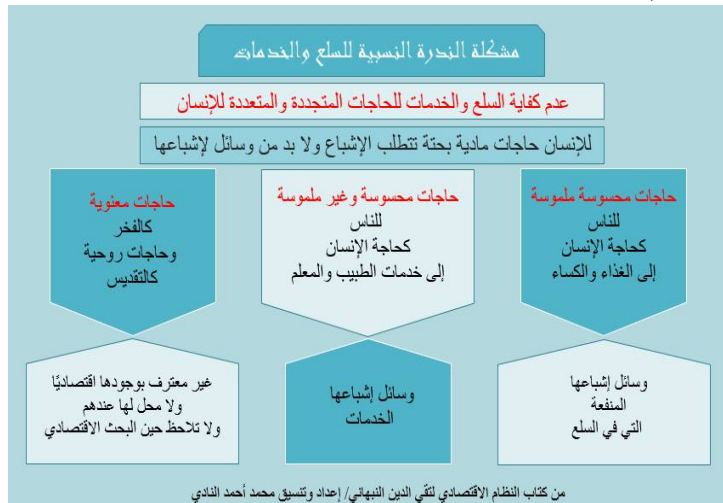 مشكلة الندرة النسبية للسلع والخدمات
عدم كفاية السلع والخدمات للحاجات المتجددة والمتعددة للإنسان
للإنسان حاجات مادية بحتة تتطلب الإشباع ولا بد من وسائل لإشباعها
حاجات محسوسة ملموسة
للناس
كحاجة الإنسان
إلى الغذاء والكساء
حاجات محسوسة وغير ملموسة
للناس
كحاجة الإنسان
إلى خدمات الطبيب والمعلم
حاجات معنوية
كالفخر
وحاجات روحية
كالتقديس
وسائل إشباعها
المنفعة
التي في السلع
وسائل إشباعها
الخدمات
غير معترف بوجودها اقتصاديًا
ولا محل لها عندهم
ولا تلاحظ حين البحث الاقتصادي
من كتاب النظام الاقتصادي لتقي الدين النبهاني/ إعداد وتنسيق محمد أحمد النادي